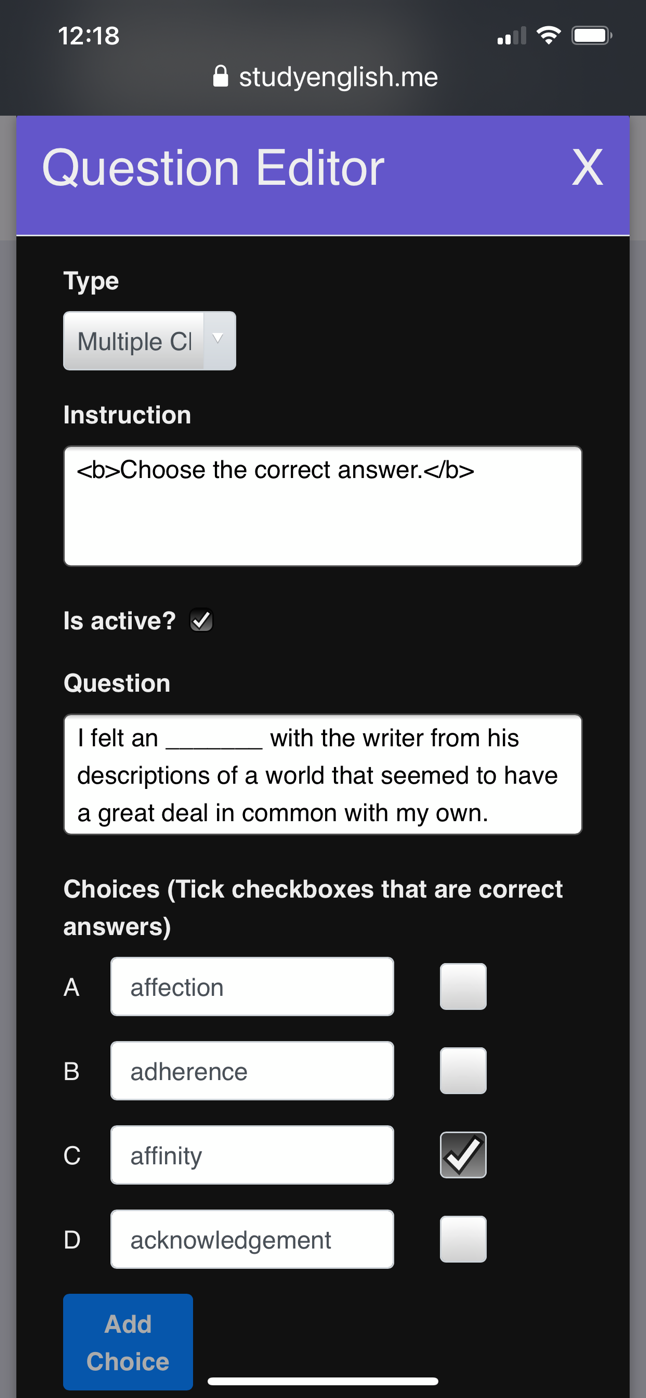 12:18
studyenglish.me
Question Editor
X
Type
Multiple Cl
Instruction
<b>Choose the correct answer.</b>
Is active?
Question
I felt an _______ with the writer from his
descriptions of a world that seemed to have
a great deal in common with my own.
Choices (Tick checkboxes that are correct
answers)
A affection
B adherence
C affinity
D acknowledgement
Add
Choice